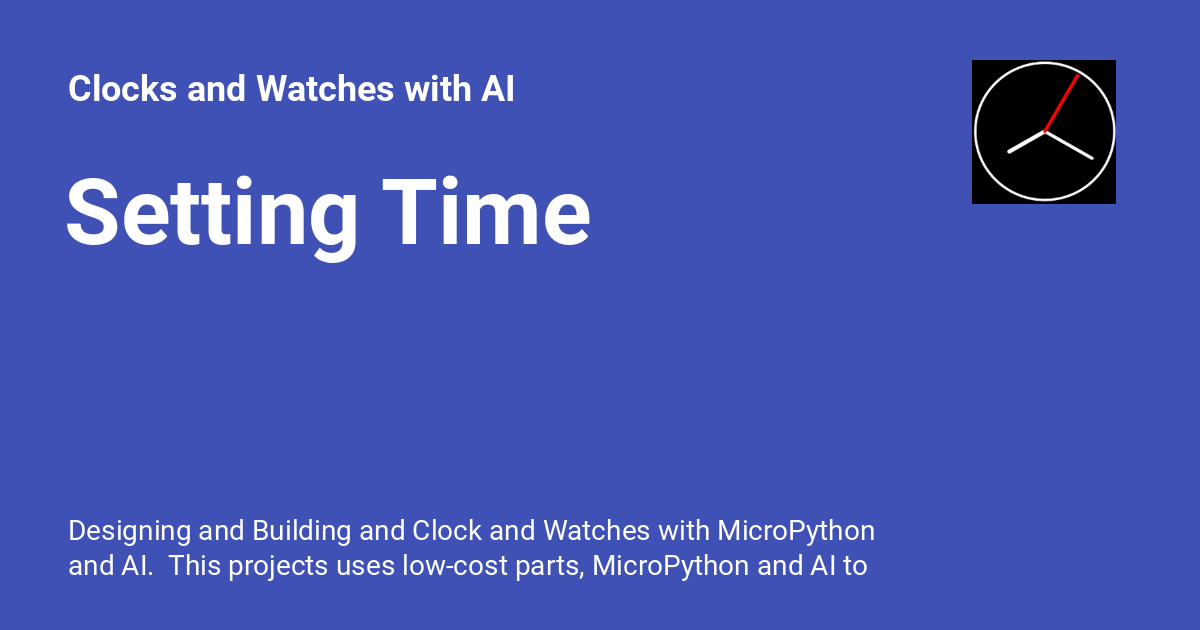 Clocks and Watches with AI
Setting Time
Designing and Building and Clock and Watches with MicroPython
and AI.  This projects uses low-cost parts, MicroPython and AI to